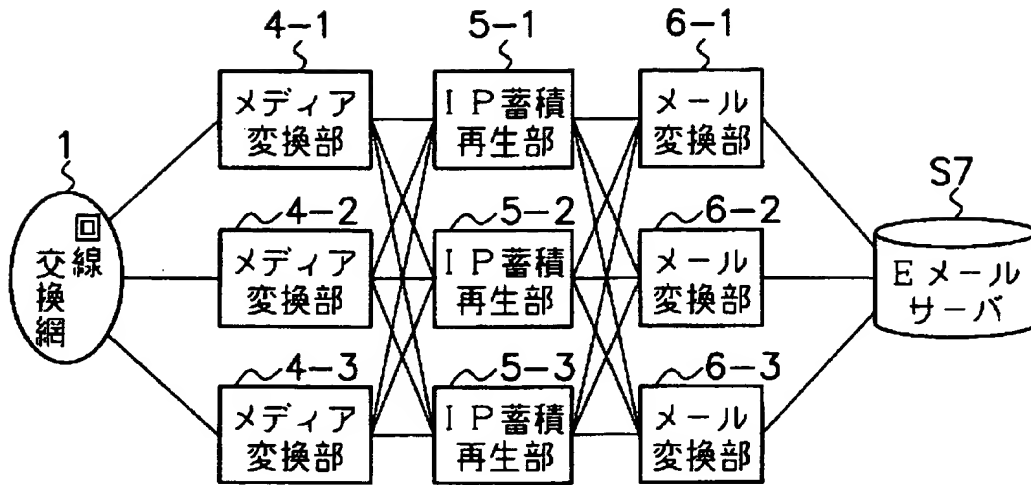 4-1
5-1
6-1
メディア
変換部
IP蓄積
再生部
メール
変換部
1
回線
交換網
4-2
5-2
6-2
S7
メディア
変換部
IP蓄積
再生部
メール
変換部
Eメール
サーバ
4-3
5-3
6-3
メディア
変換部
IP蓄積
再生部
メール
変換部